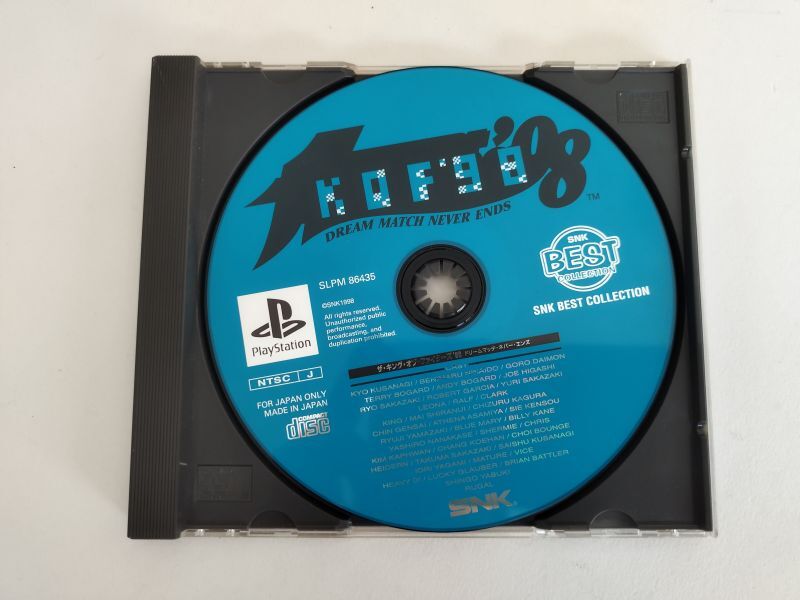 KOF'98
'98
TM
DREAM MATCH NEVER ENDS
SLPM 86435
©SNK1998
All rights reserved.
Unauthorized public
performance,
broadcasting, and
duplication prohibited.
PlayStation
NTSC J
FOR JAPAN ONLY
MADE IN JAPAN
COMPACT
disc
SNK
BEST
COLLECTION
SNK BEST COLLECTION
ザ・キング・オブ・ファイターズ'98 ドリームマッチ・ネバー・エンズ
CAST
KYO KUSANAGI / BENIMARU NIKAIDO / GORO DAIMON
TERRY BOGARD / ANDY BOGARD / JOE HIGASHI
RYO SAKAZAKI / ROBERT GARCIA / YURI SAKAZAKI
LEONA / RALF / CLARK
KING / MAI SHIRANUI / CHIZURU KAGURA
CHIN GENSAI / ATHENA ASAMIYA / SIE KENSOU
RYUJI YAMAZAKI / BLUE MARY / BILLY KANE
YASHIRO NANAKASE / SHERMIE / CHRIS
KIM KAPHWAN / CHANG KOEHAN / CHOI BOUNGE
HEIDERN / TAKUMA SAKAZAKI / SAISHU KUSANAGI
IORI YAGAMI / MATURE / VICE
HEAVY D! / LUCKY GLAUBER / BRIAN BATTLER
SHINGO YABUKI
RUGAL
SNK